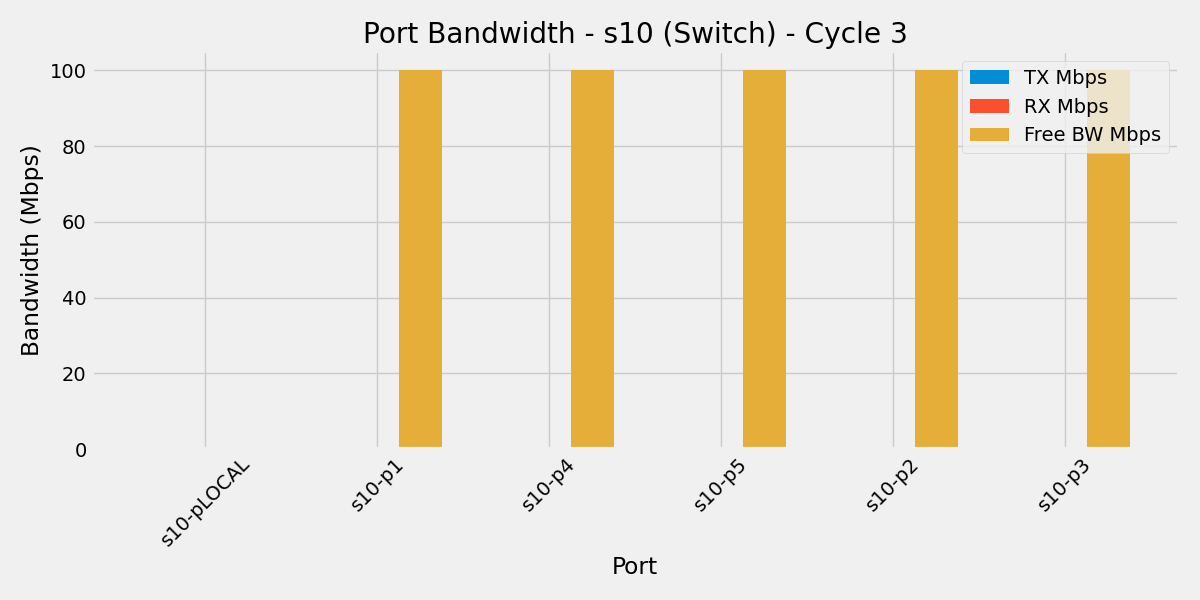 Port Bandwidth - s10 (Switch) - Cycle 3
TX Mbps
RX Mbps
Free BW Mbps
Bandwidth (Mbps)
100
80
60
40
20
0
s10-pLOCAL
s10-p1
s10-p4
s10-p5
s10-p2
s10-p3
Port